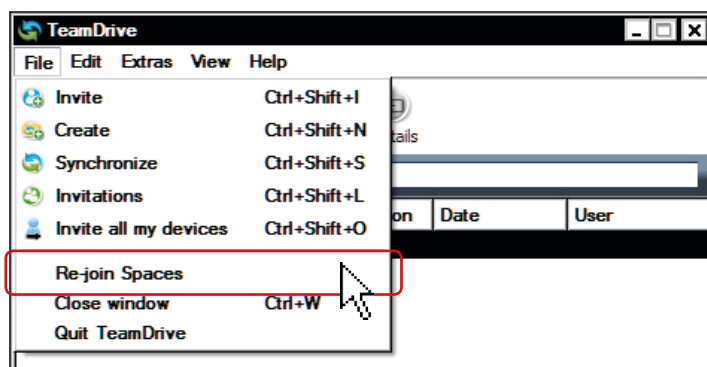 TeamDrive
File Edit Extras View Help
Invite Ctrl+Shift+I
Create Ctrl+Shift+N
tails
Synchronize Ctrl+Shift+S
Invitations Ctrl+Shift+L
on Date User
Invite all my devices Ctrl+Shift+O
Re-join Spaces
Close window Ctrl+W
Quit TeamDrive